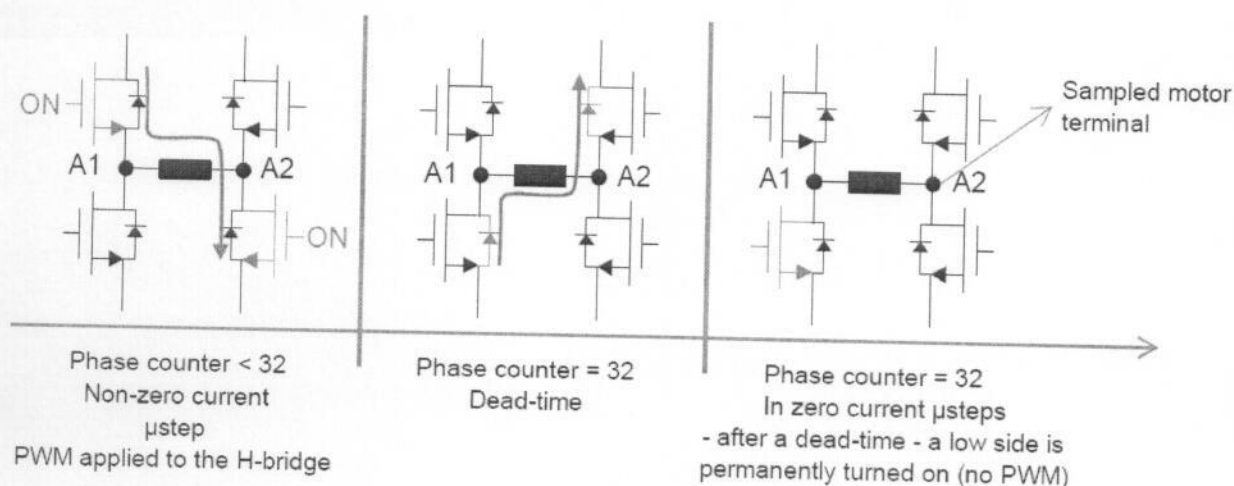 ON
A1
A2
ON
A1
A2
A1
A2
Sampled motor
terminal
Phase counter < 32
Non-zero current
µstep
PWM applied to the H-bridge
Phase counter = 32
Dead-time
Phase counter = 32
In zero current µsteps
- after a dead-time - a low side is
permanently turned on (no PWM)